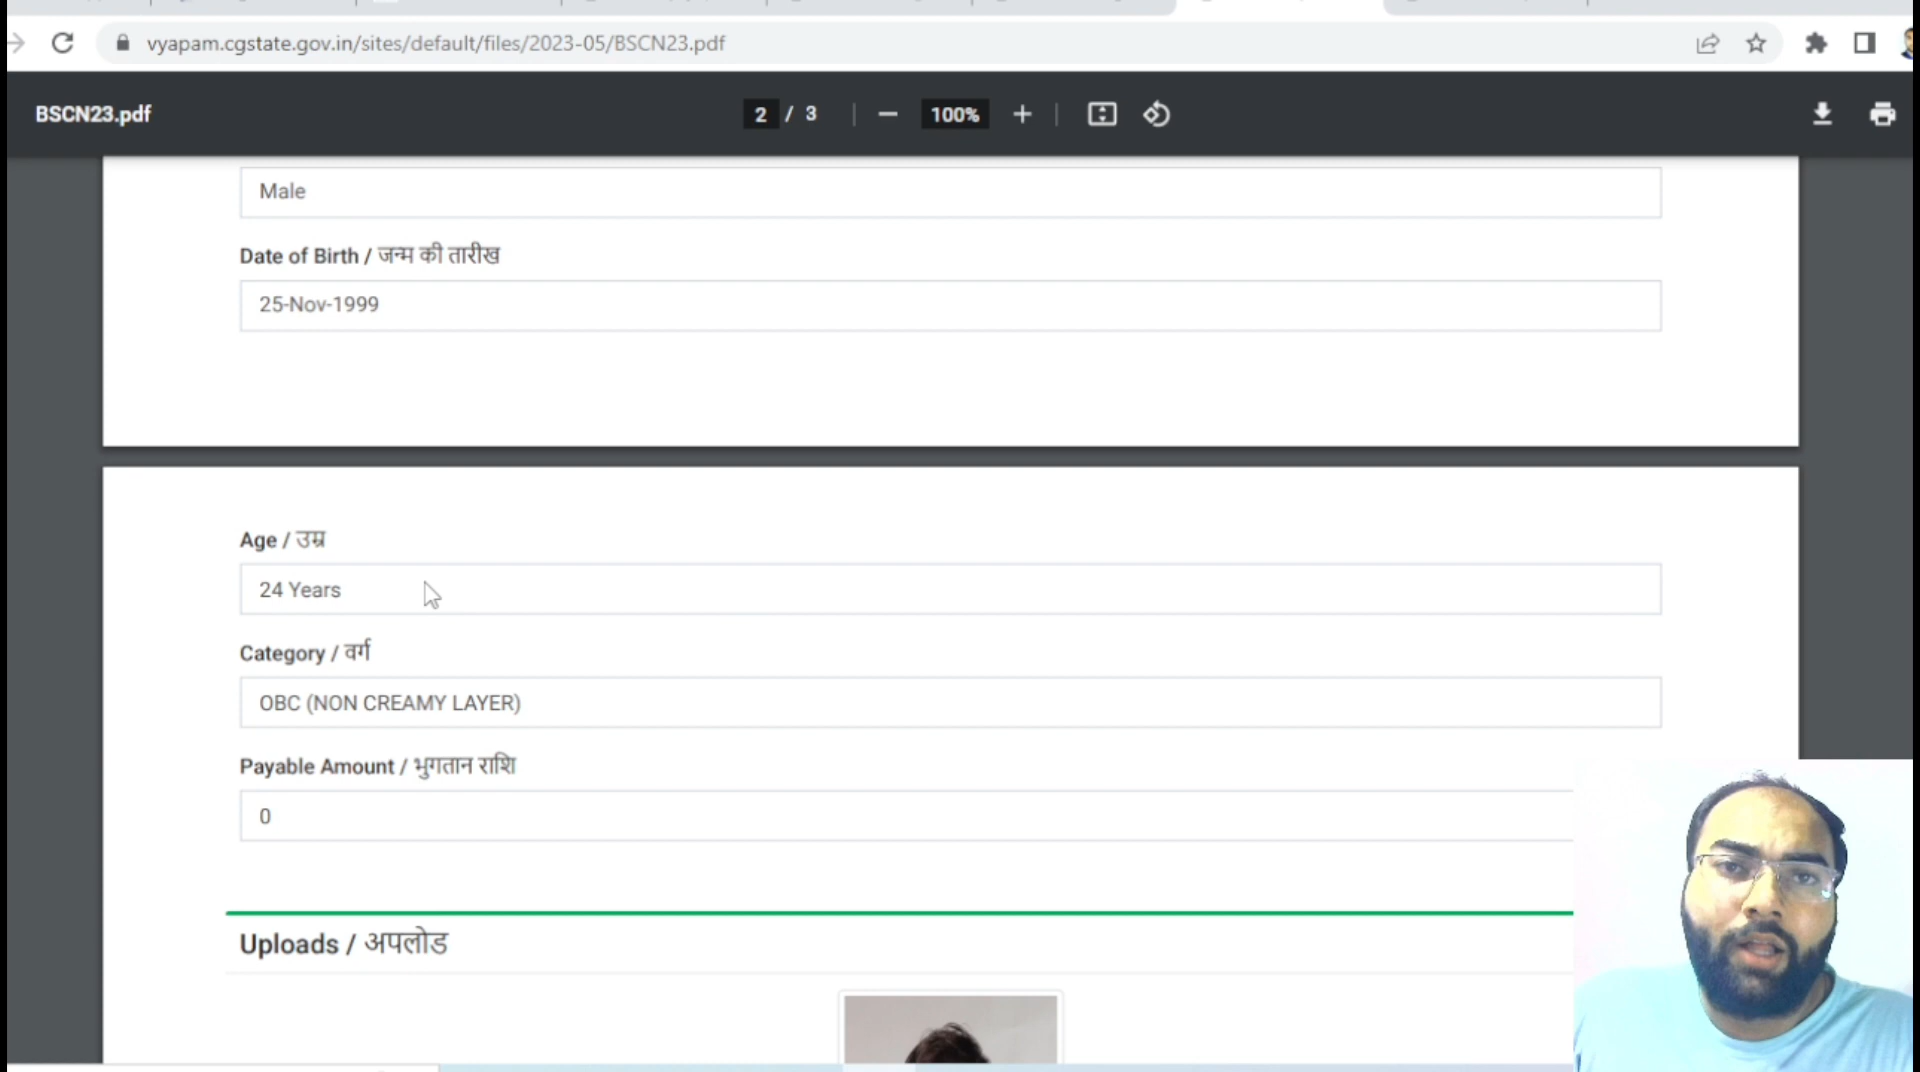 vyapam.cgstate.gov.in/sites/default/files/2023-05/BSCN23.pdf
BSCN23.pdf
2 / 3
100%
Male
Date of Birth / जन्म की तारीख
25-Nov-1999
Age / उम्र
24 Years
Category / वर्ग
OBC (NON CREAMY LAYER)
Payable Amount / भुगतान राशि
0
Uploads / अपलोड